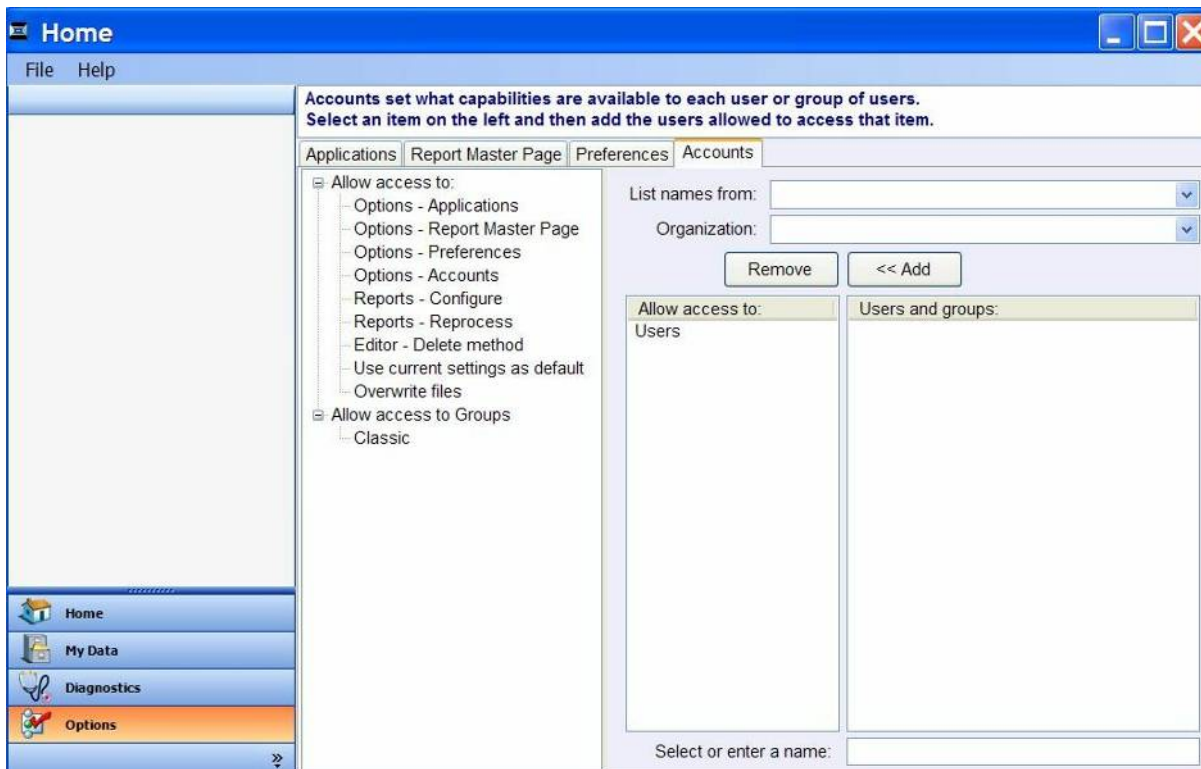 Home
File Help
Accounts set what capabilities are available to each user or group of users.
Select an item on the left and then add the users allowed to access that item.
Applications Report Master Page Preferences Accounts
Allow access to:
Options - Applications
Options - Report Master Page
Options - Preferences
Options - Accounts
Reports - Configure
Reports - Reprocess
Editor - Delete method
Use current settings as default
Overwrite files
Allow access to Groups
Classic
List names from:
Organization:
Remove << Add
Allow access to: Users and groups:
Users
Select or enter a name:
Home
My Data
Diagnostics
Options